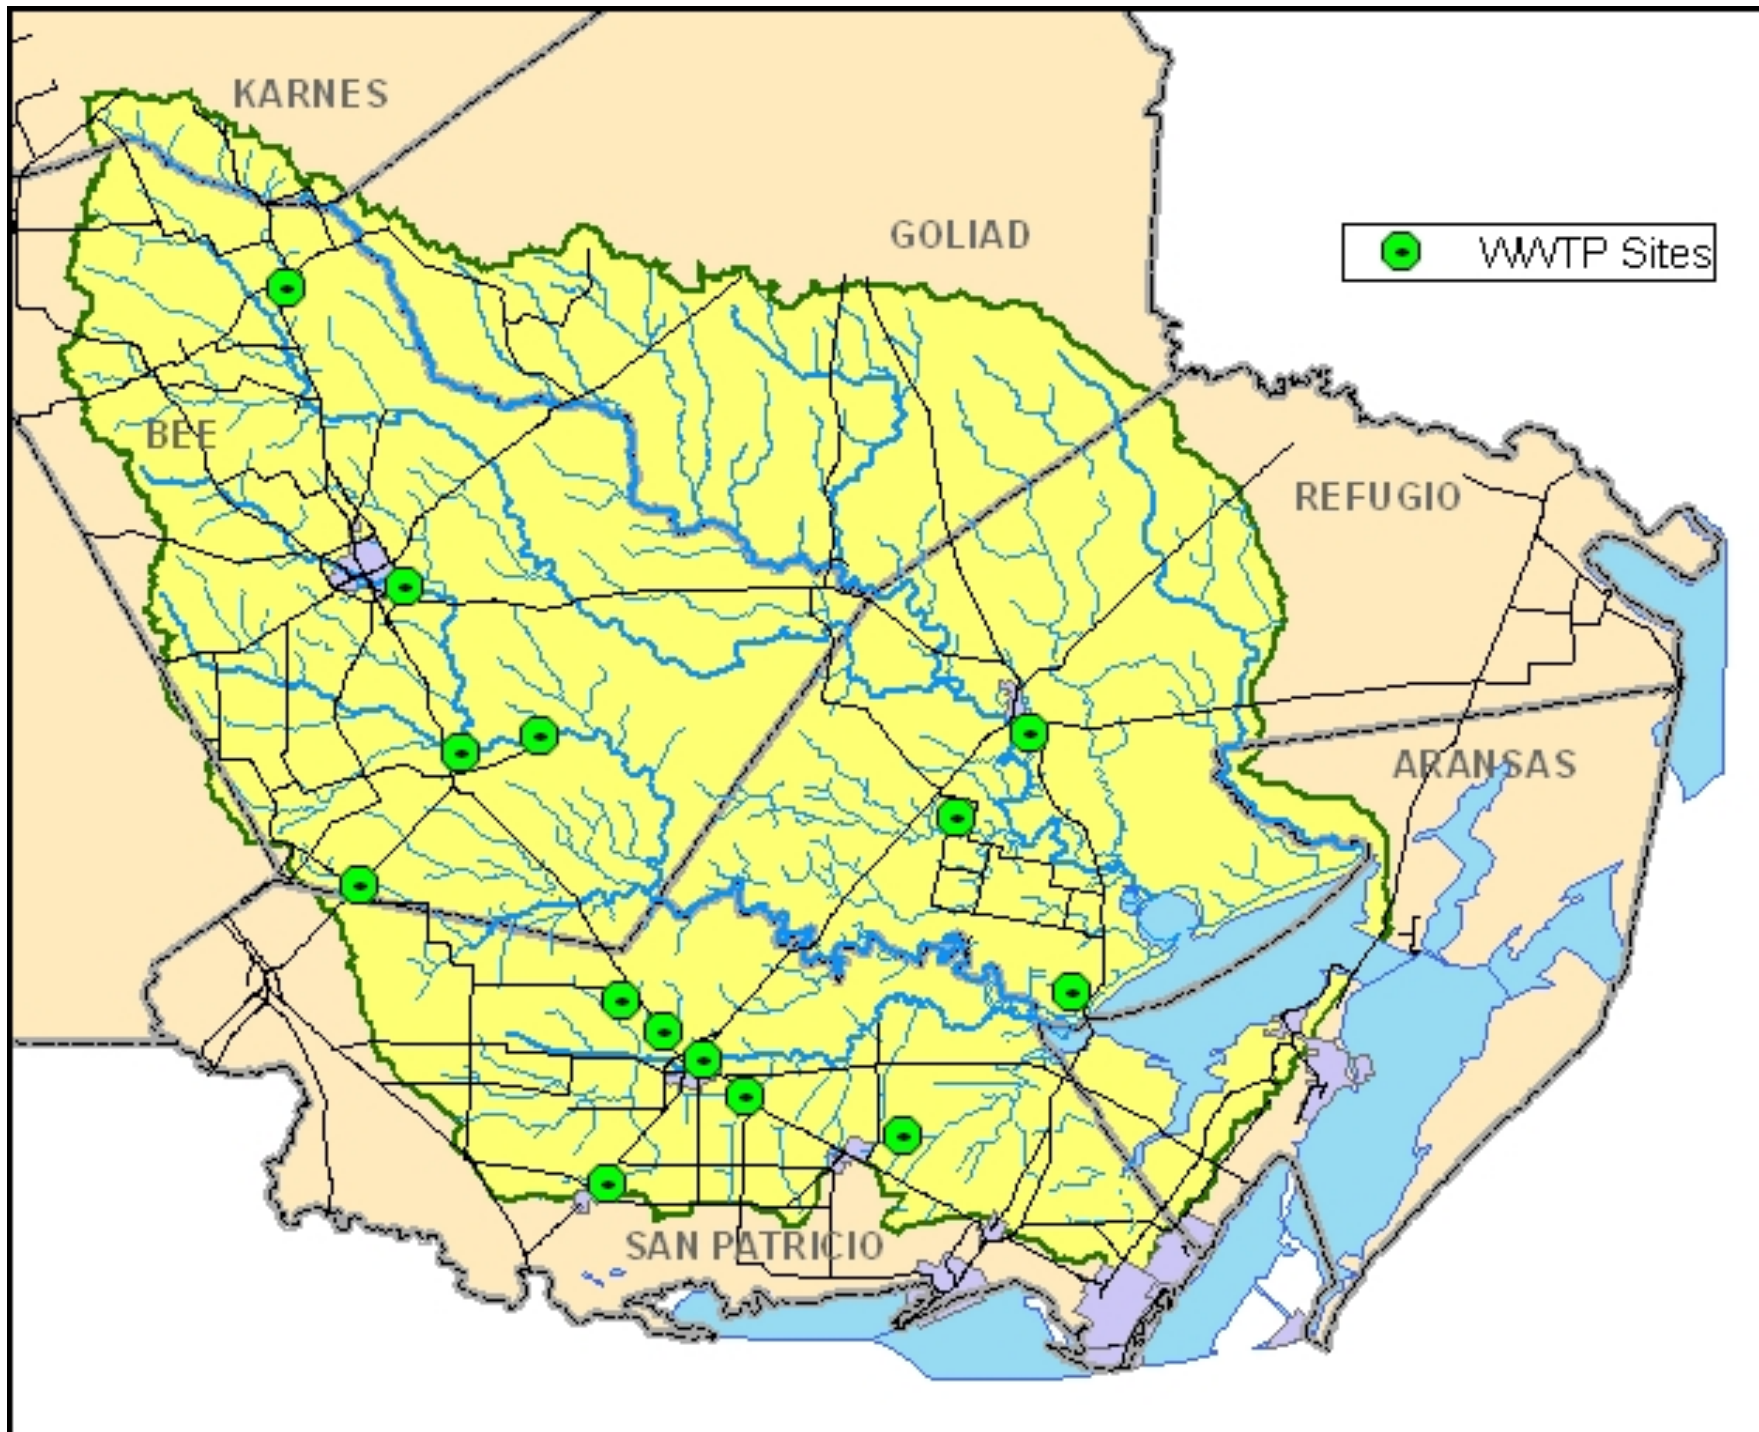 KARNES
GOLIAD
WWTP Sites
BEE
REFUGIO
ARANSAS
SAN PATRICIO